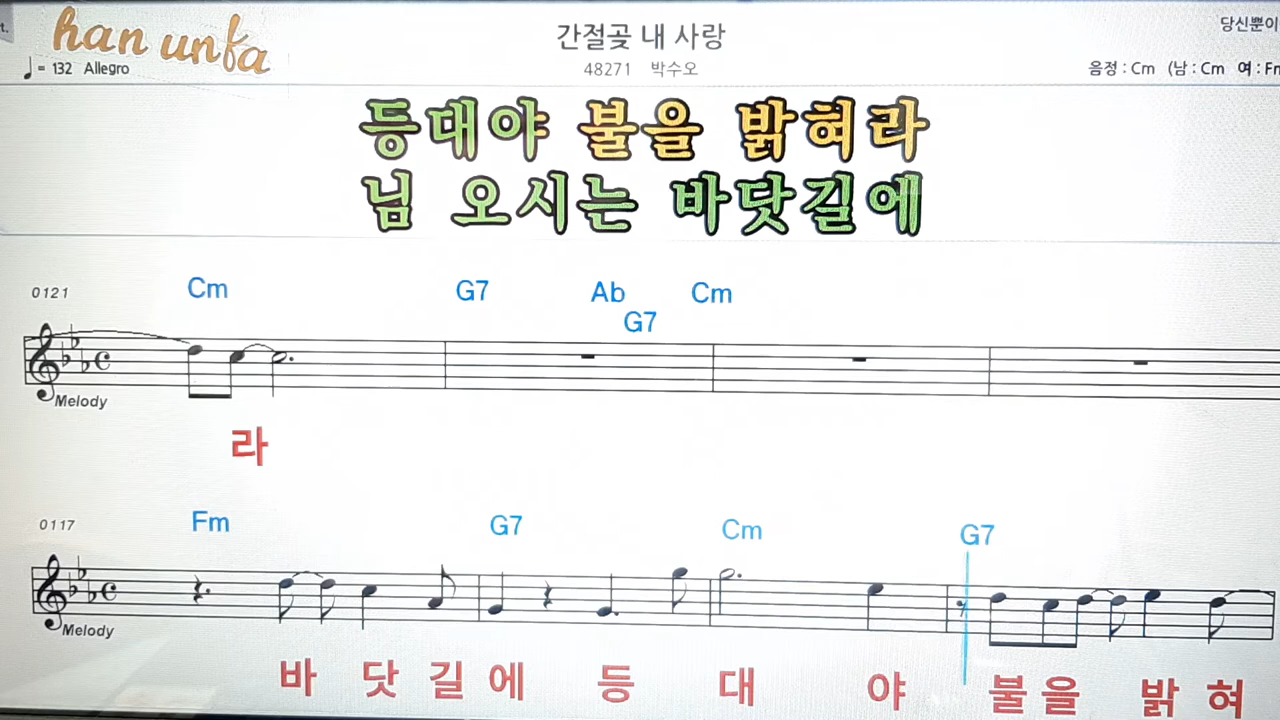 han unfa
간절곶 내 사랑
당신뿐이
♩= 132 Allegro
48271 박수오
음정 : Cm (남 : Cm 여 : Fm
등대야 불을 밝혀라
님 오시는 바닷길에
0121
Cm G7 Ab Cm
G7
Melody
라
0117
Fm G7 Cm G7
Melody
바 닷 길 에 등 대 야 불 을 밝 혀